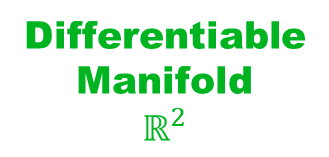 Differentiable
Manifold
ℝ²